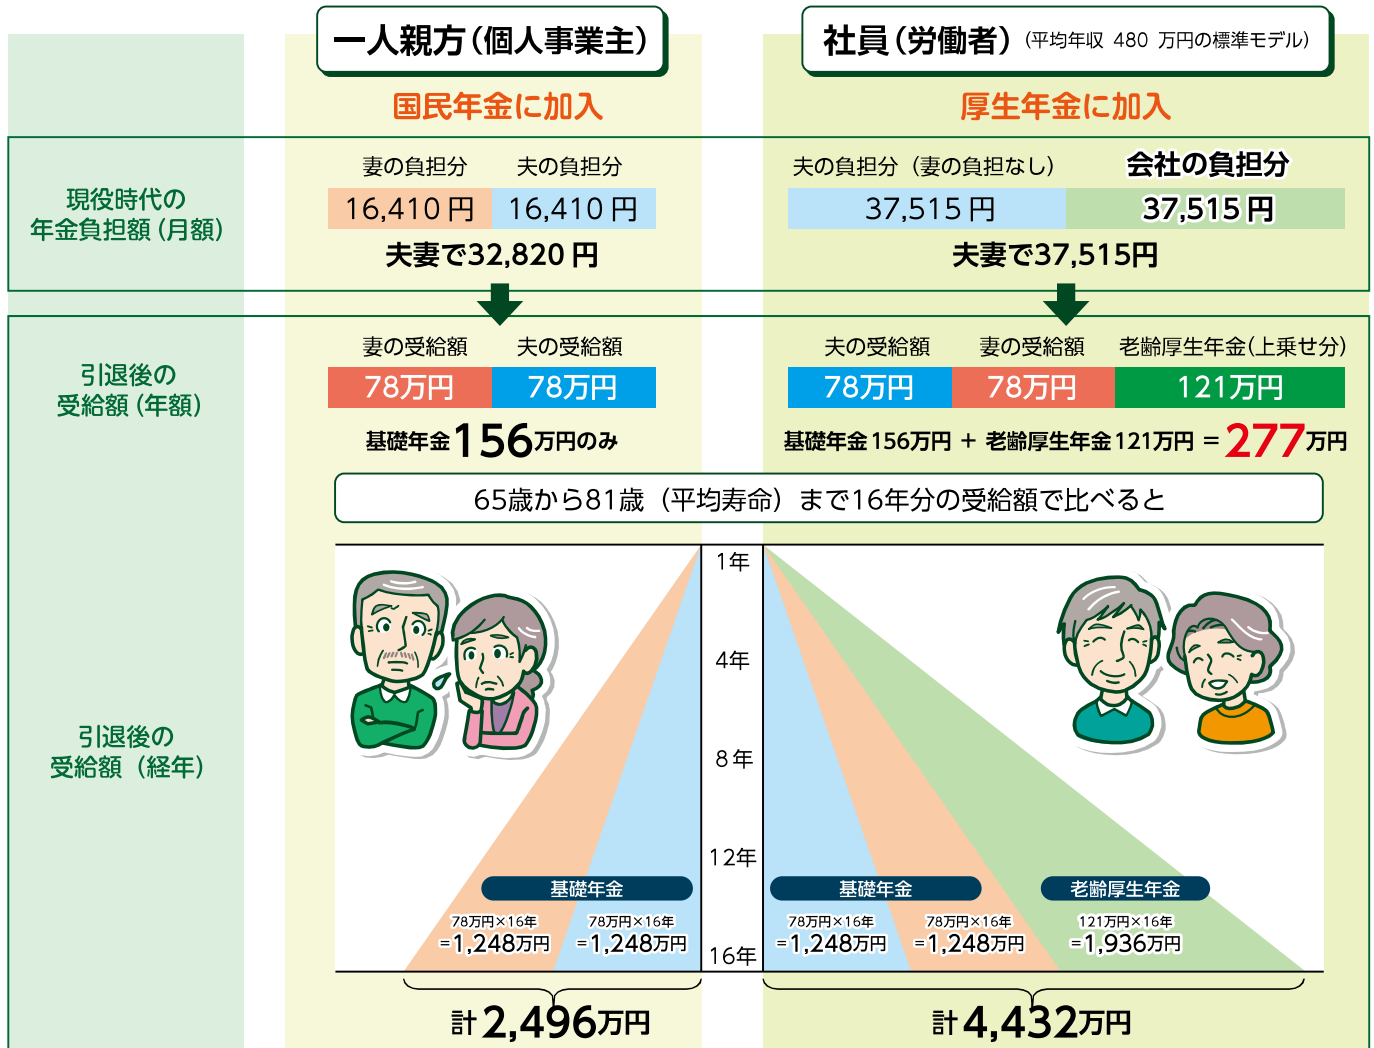 一人親方（個人事業主）
社員（労働者）（平均年収 480 万円の標準モデル）
国民年金に加入
厚生年金に加入
現役時代の
年金負担額（月額）
妻の負担分
夫の負担分
16,410 円
16,410 円
夫妻で32,820 円
夫の負担分（妻の負担なし）
会社の負担分
37,515 円
37,515 円
夫妻で37,515円
引退後の
受給額（年額）
妻の受給額
夫の受給額
78万円
78万円
基礎年金156万円のみ
夫の受給額
妻の受給額
老齢厚生年金(上乗せ分)
78万円
78万円
121万円
基礎年金156万円 ＋ 老齢厚生年金121万円 ＝277万円
65歳から81歳（平均寿命）まで16年分の受給額で比べると
引退後の
受給額（経年）
1年
4年
8年
12年
16年
基礎年金
78万円×16年
=1,248万円
78万円×16年
=1,248万円
計2,496万円
基礎年金
老齢厚生年金
78万円×16年
=1,248万円
78万円×16年
=1,248万円
121万円×16年
=1,936万円
計4,432万円